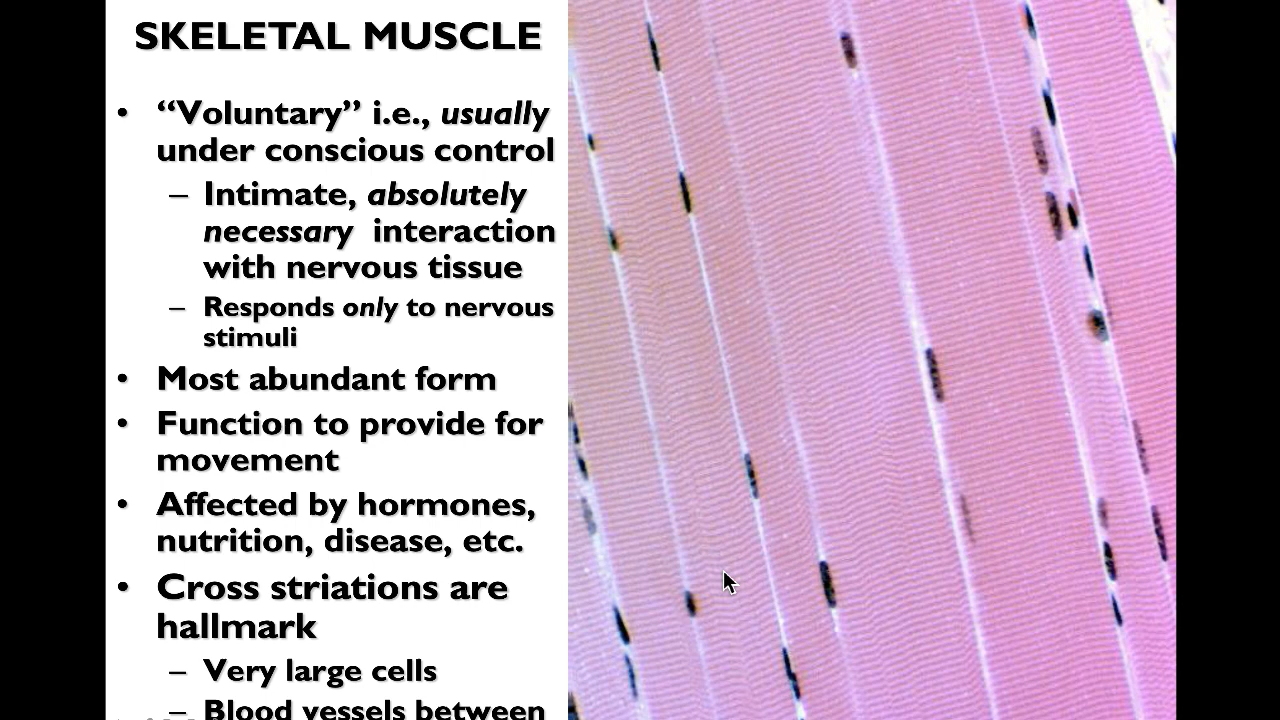 SKELETAL MUSCLE
• “Voluntary” i.e., usually
under conscious control
– Intimate, absolutely
necessary interaction
with nervous tissue
– Responds only to nervous
stimuli
• Most abundant form
• Function to provide for
movement
• Affected by hormones,
nutrition, disease, etc.
• Cross striations are
hallmark
– Very large cells
– Blood vessels between